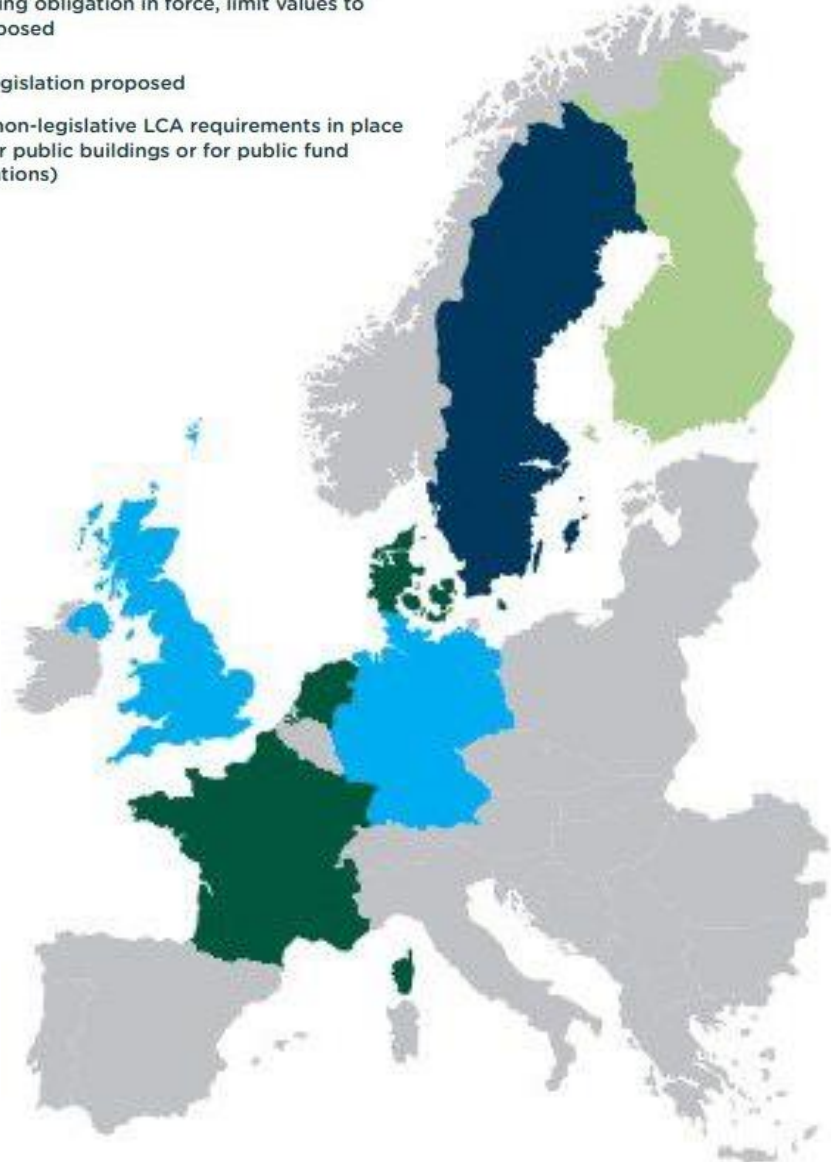 ing obligation in force, limit values to
posed
gislation proposed
non-legislative LCA requirements in place
r public buildings or for public fund
tions)